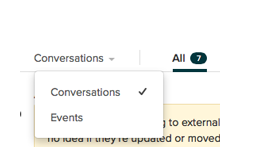 Conversations
All 7
Conversations
Events
to external
no idea if they're updated or moved